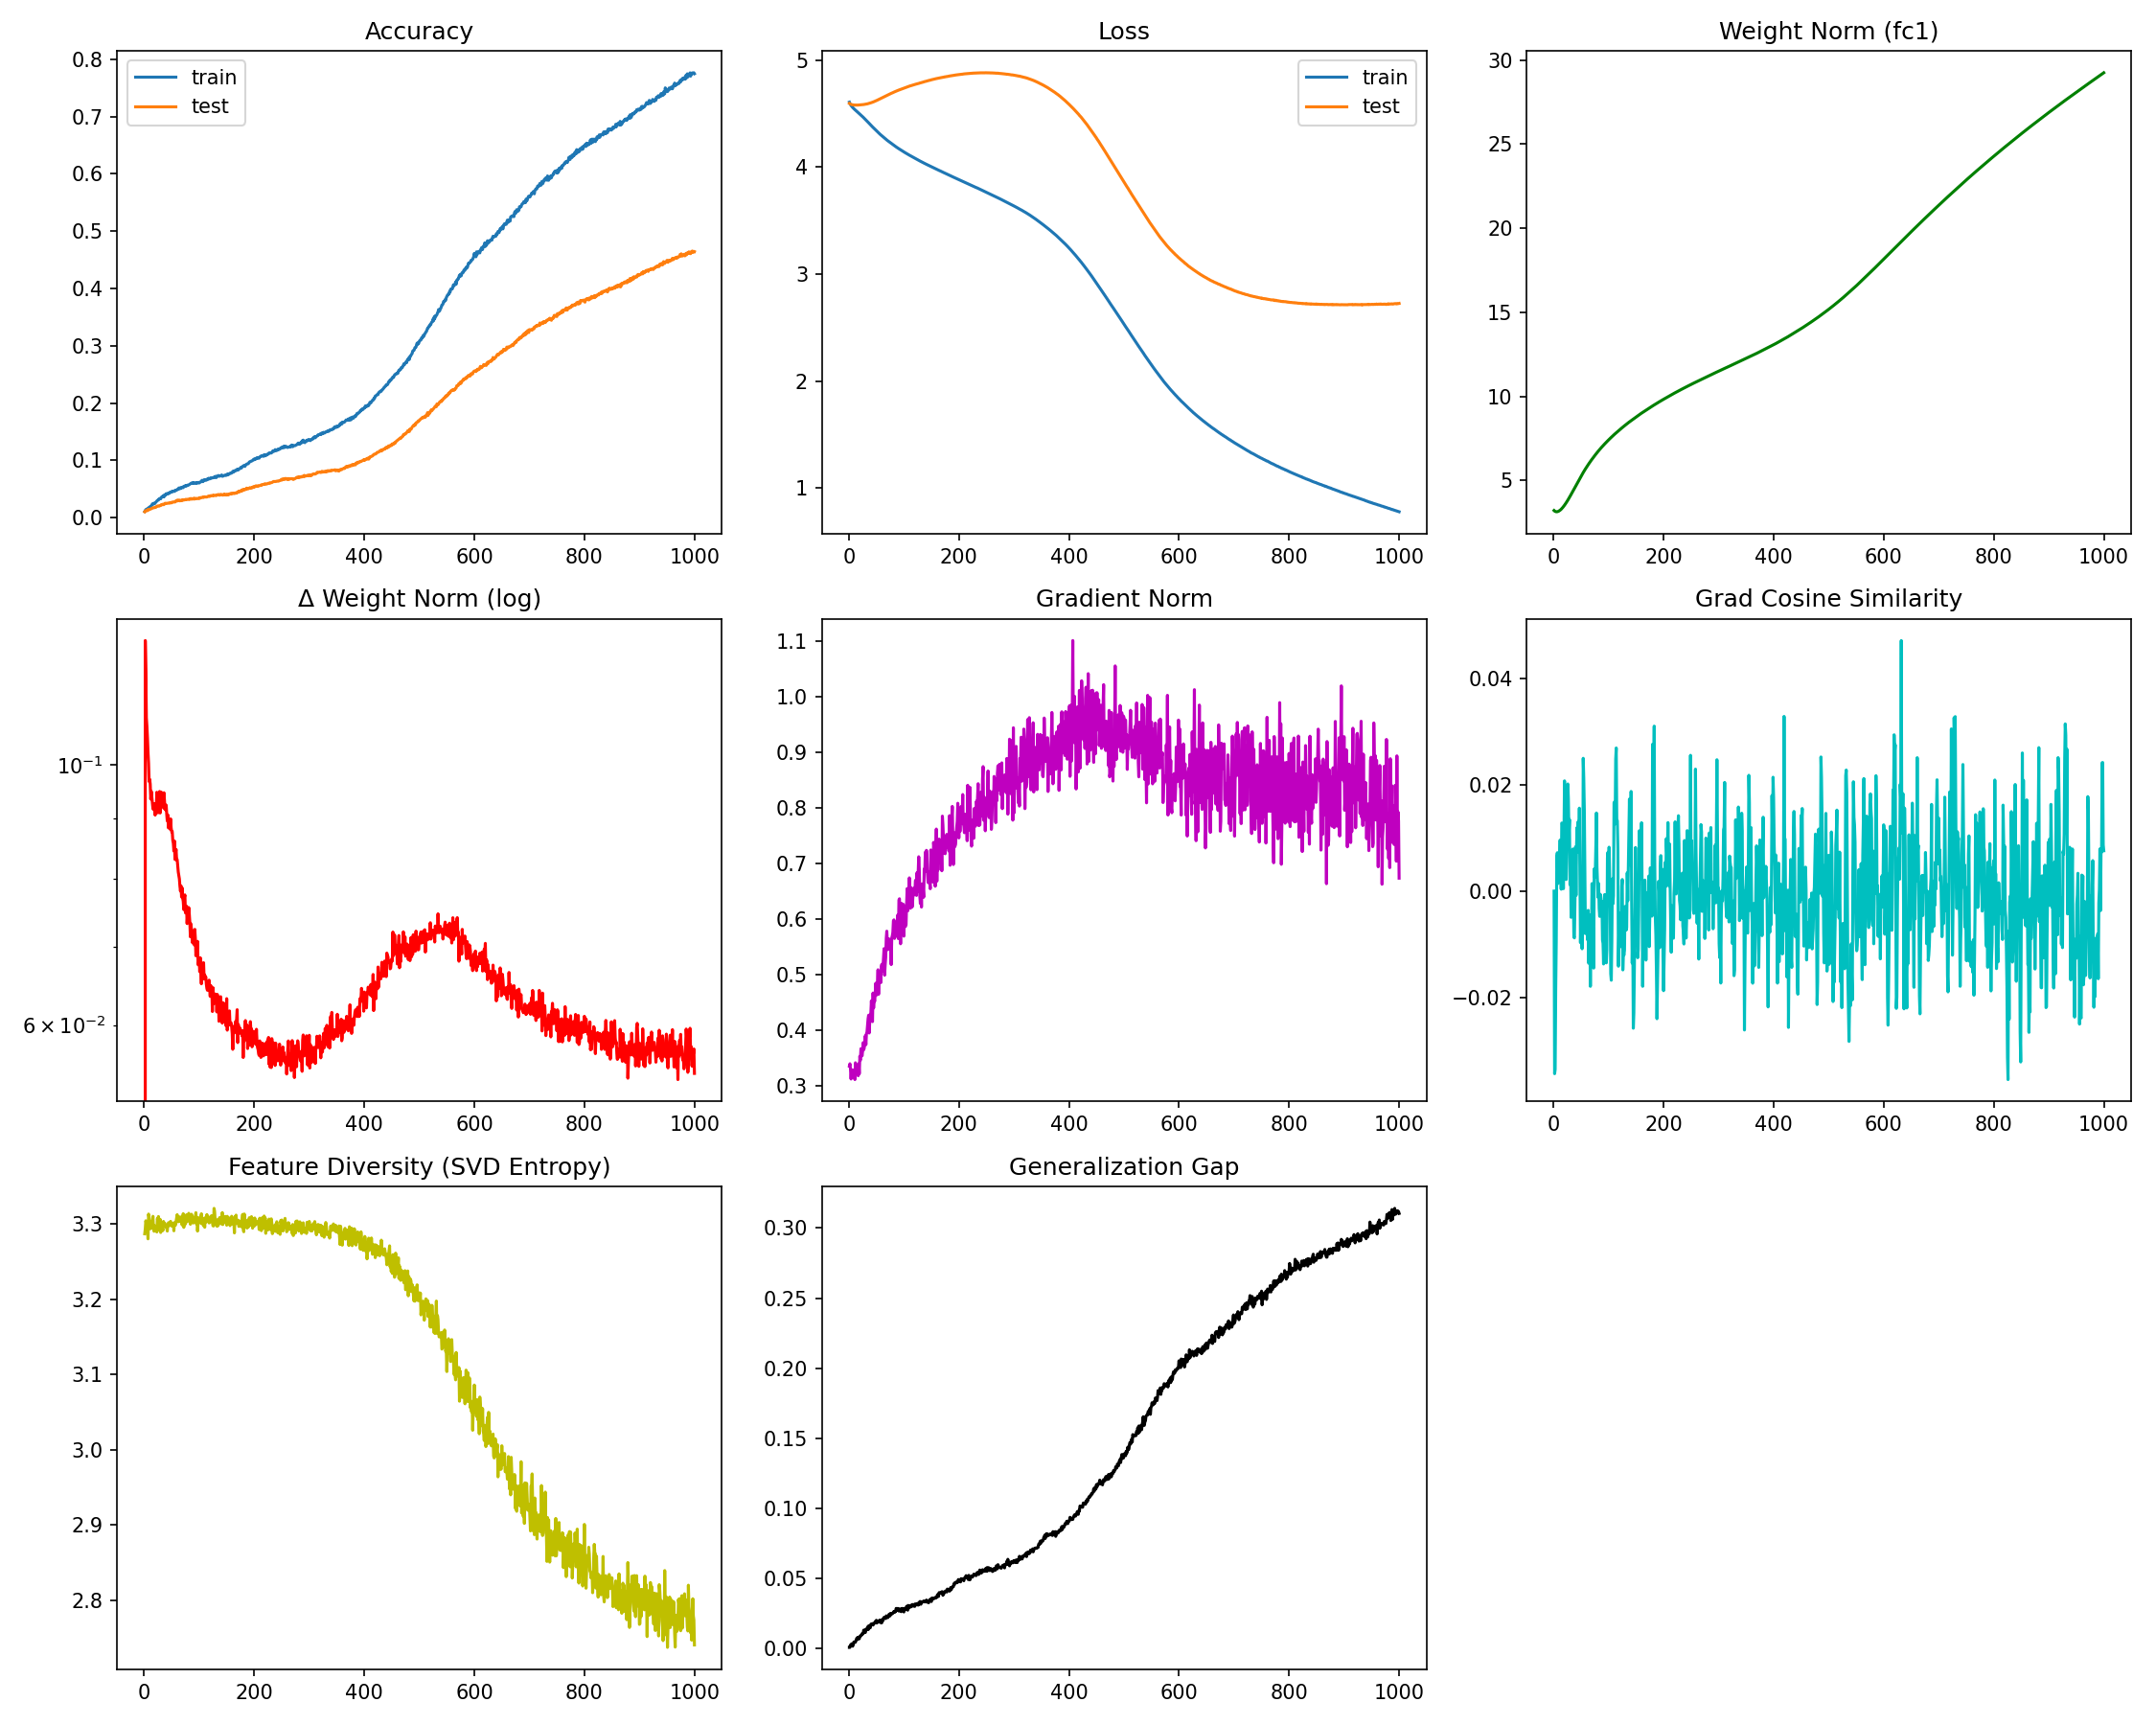 Accuracy
train
test
0.8
0.7
0.6
0.5
0.4
0.3
0.2
0.1
0.0
0 200 400 600 800 1000
Loss
train
test
5
4
3
2
1
0 200 400 600 800 1000
Weight Norm (fc1)
30
25
20
15
10
5
0 200 400 600 800 1000
Δ Weight Norm (log)
10⁻¹
6 × 10⁻²
0 200 400 600 800 1000
Gradient Norm
1.1
1.0
0.9
0.8
0.7
0.6
0.5
0.4
0.3
0 200 400 600 800 1000
Grad Cosine Similarity
0.04
0.02
0.00
−0.02
0 200 400 600 800 1000
Feature Diversity (SVD Entropy)
3.3
3.2
3.1
3.0
2.9
2.8
0 200 400 600 800 1000
Generalization Gap
0.30
0.25
0.20
0.15
0.10
0.05
0.00
0 200 400 600 800 1000